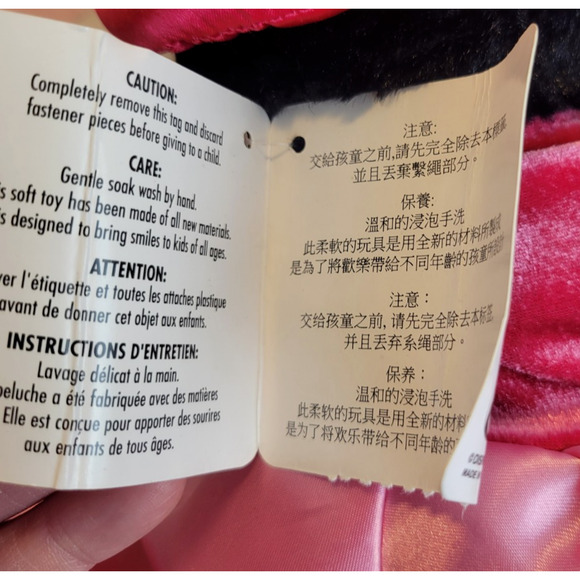 CAUTION:
Completely remove this tag and discard
fastener pieces before giving to a child.
CARE:
Gentle soak wash by hand.
soft toy has been made of all new materials.
is designed to bring smiles to kids of all ages.
ATTENTION:
l'étiquette et toutes les attaches plastique
avant de donner cet objet aux enfants.
INSTRUCTIONS D'ENTRETIEN:
Lavage délicat à la main.
peluche a été fabriquée avec des matières
Elle est conçue pour apporter des sourires
aux enfants de tous âges.
注意:
交給孩童之前,請先完全除去本標籤,
並且丟棄繫繩部分。
保養:
溫和的浸泡手洗
此柔軟的玩具是用全新的材料所製成
是為了將歡樂帶給不同年齡的孩童所
注意:
交给孩童之前, 请先完全除去本标签,
并且丢弃系绳部分。
保养:
温和的浸泡手洗
此柔软的玩具是用全新的材料
是为了将欢乐带给不同年龄的
MADE